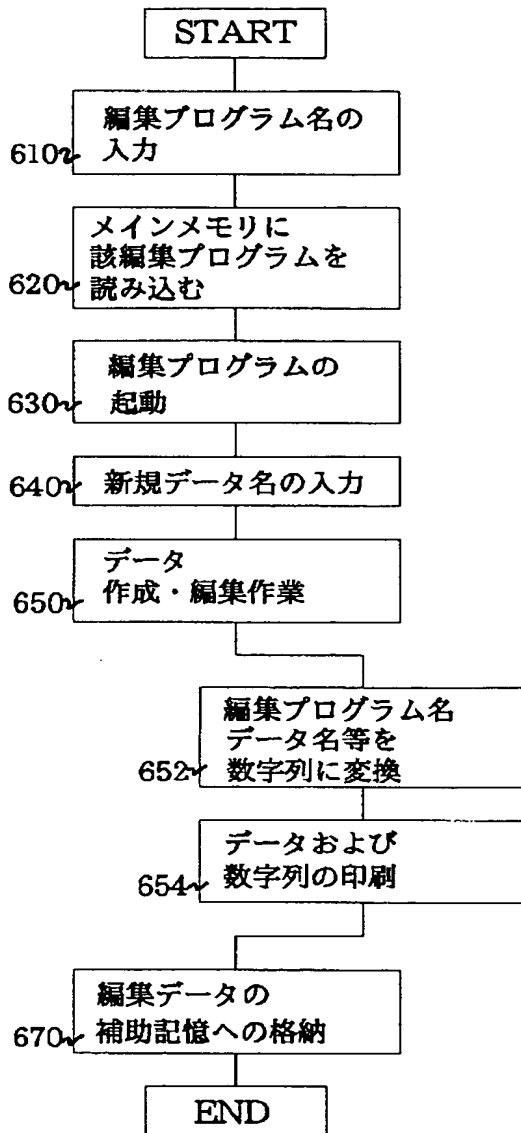 START
編集プログラム名の
610 入力
メインメモリに
該編集プログラムを
620 読み込む
編集プログラムの
630 起動
640 新規データ名の入力
データ
650 作成・編集作業
編集プログラム名
データ名等を
652 数字列に変換
データおよび
654 数字列の印刷
編集データの
670 補助記憶への格納
END